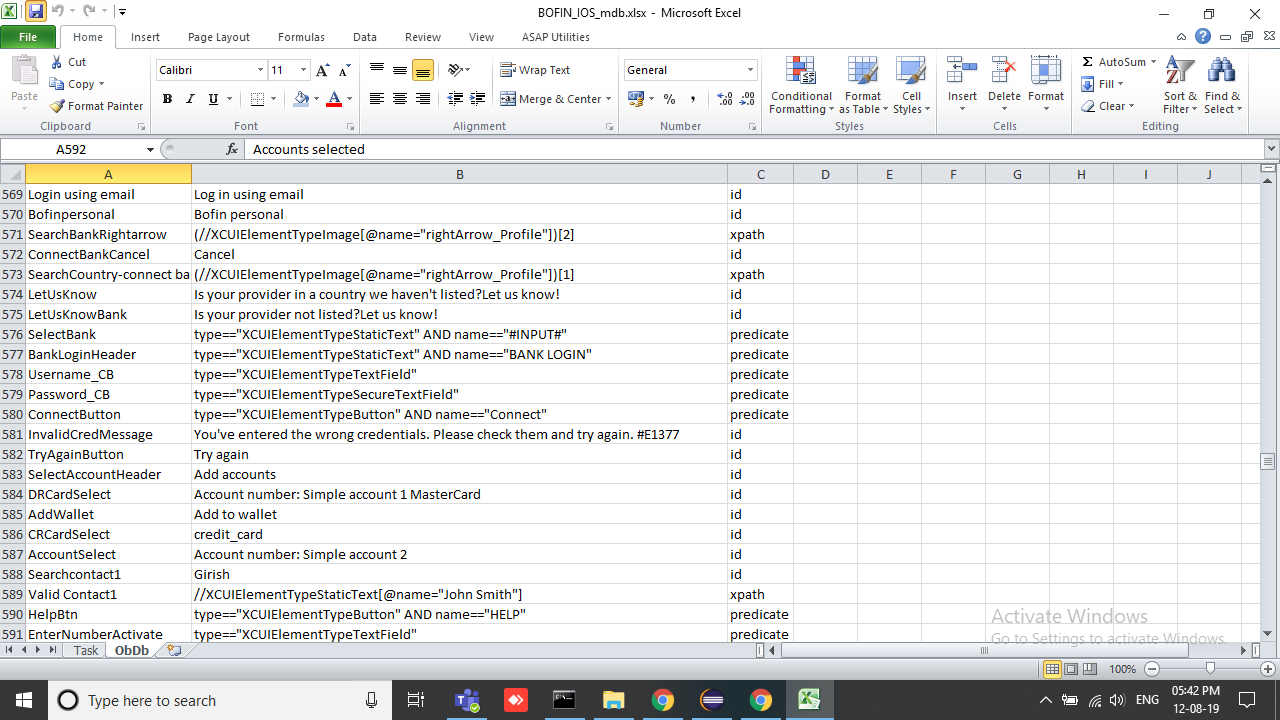 BOFIN_IOS_mdb.xlsx - Microsoft Excel
File Home Insert Page Layout Formulas Data Review View ASAP Utilities
Paste Cut Copy Format Painter Clipboard
Calibri 11 B I U Font
Wrap Text Merge & Center Alignment
General % , Number
Conditional Formatting Format as Table Cell Styles Styles
Insert Delete Format Cells
AutoSum Fill Clear Sort & Filter Find & Select Editing
A592 fx Accounts selected
A B C D E F G H I J
569 Login using email Log in using email id
570 Bofinpersonal Bofin personal id
571 SearchBankRightarrow (//XCUIElementTypeImage[@name="rightArrow_Profile"])[2] xpath
572 ConnectBankCancel Cancel id
573 SearchCountry-connect ba (//XCUIElementTypeImage[@name="rightArrow_Profile"])[1] xpath
574 LetUsKnow Is your provider in a country we haven't listed?Let us know! id
575 LetUsKnowBank Is your provider not listed?Let us know! id
576 SelectBank type=="XCUIElementTypeStaticText" AND name=="#INPUT#" predicate
577 BankLoginHeader type=="XCUIElementTypeStaticText" AND name=="BANK LOGIN" predicate
578 Username_CB type=="XCUIElementTypeTextField" predicate
579 Password_CB type=="XCUIElementTypeSecureTextField" predicate
580 ConnectButton type=="XCUIElementTypeButton" AND name=="Connect" predicate
581 InvalidCredMessage You've entered the wrong credentials. Please check them and try again. #E1377 id
582 TryAgainButton Try again id
583 SelectAccountHeader Add accounts id
584 DRCardSelect Account number: Simple account 1 MasterCard id
585 AddWallet Add to wallet id
586 CRCardSelect credit_card id
587 AccountSelect Account number: Simple account 2 id
588 Searchcontact1 Girish id
589 Valid Contact1 //XCUIElementTypeStaticText[@name="John Smith"] xpath
590 HelpBtn type=="XCUIElementTypeButton" AND name=="HELP" predicate
591 EnterNumberActivate type=="XCUIElementTypeTextField" predicate
Activate Windows
Go to Settings to activate Windows.
Task ObDb
100%
Type here to search
ENG 05:42 PM
12-08-19